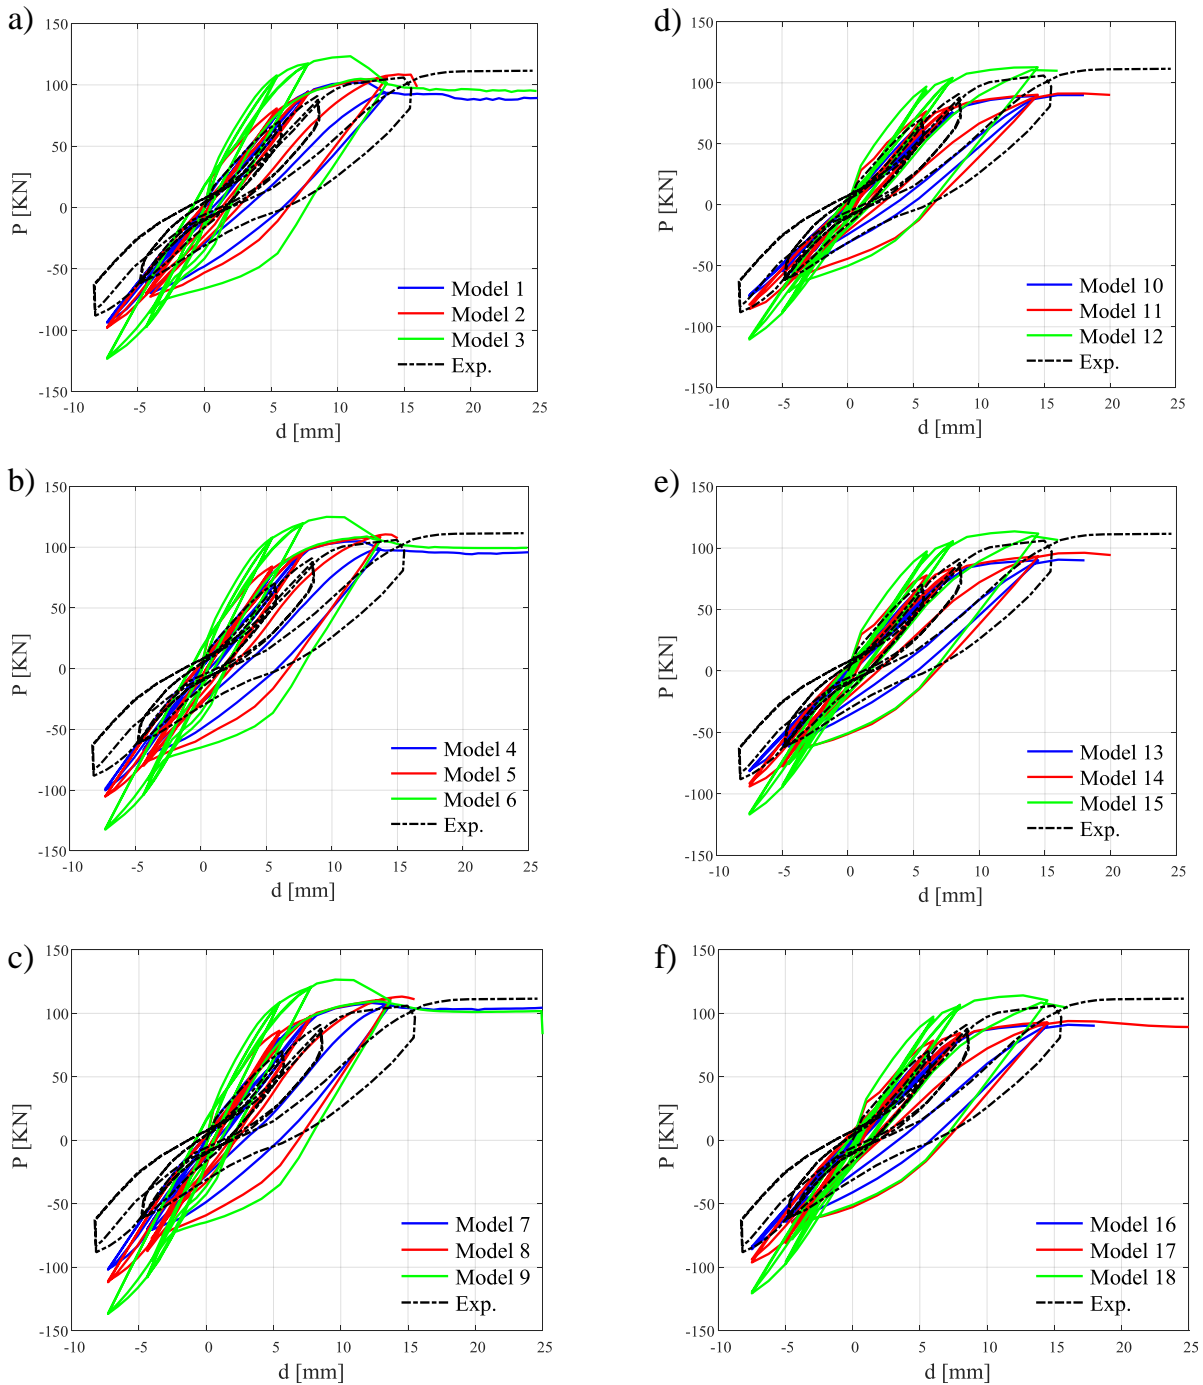 a)
150
100
50
0
-50
-100
-150
-10
-5
0
5
10
15
20
25
P [KN]
d [mm]
Model 1
Model 2
Model 3
Exp.
d)
150
100
50
0
-50
-100
-150
-10
-5
0
5
10
15
20
25
P [KN]
d [mm]
Model 10
Model 11
Model 12
Exp.
b)
150
100
50
0
-50
-100
-150
-10
-5
0
5
10
15
20
25
P [KN]
d [mm]
Model 4
Model 5
Model 6
Exp.
e)
150
100
50
0
-50
-100
-150
-10
-5
0
5
10
15
20
25
P [KN]
d [mm]
Model 13
Model 14
Model 15
Exp.
c)
150
100
50
0
-50
-100
-150
-10
-5
0
5
10
15
20
25
P [KN]
d [mm]
Model 7
Model 8
Model 9
Exp.
f)
150
100
50
0
-50
-100
-150
-10
-5
0
5
10
15
20
25
P [KN]
d [mm]
Model 16
Model 17
Model 18
Exp.